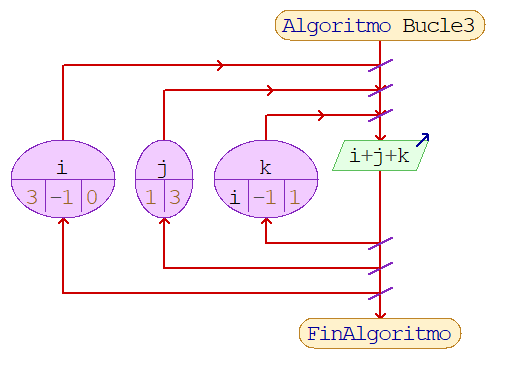 Algoritmo Bucle3
i
3 -1 0
j
1 3
k
i -1 1
i+j+k
FinAlgoritmo